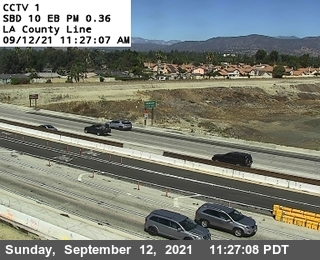 CCTV 1
SBD 10 EB PM 0.36
LA County Line
09/12/21 11:27:07 AM
Sunday, September 12, 2021 11:27:08 PDT